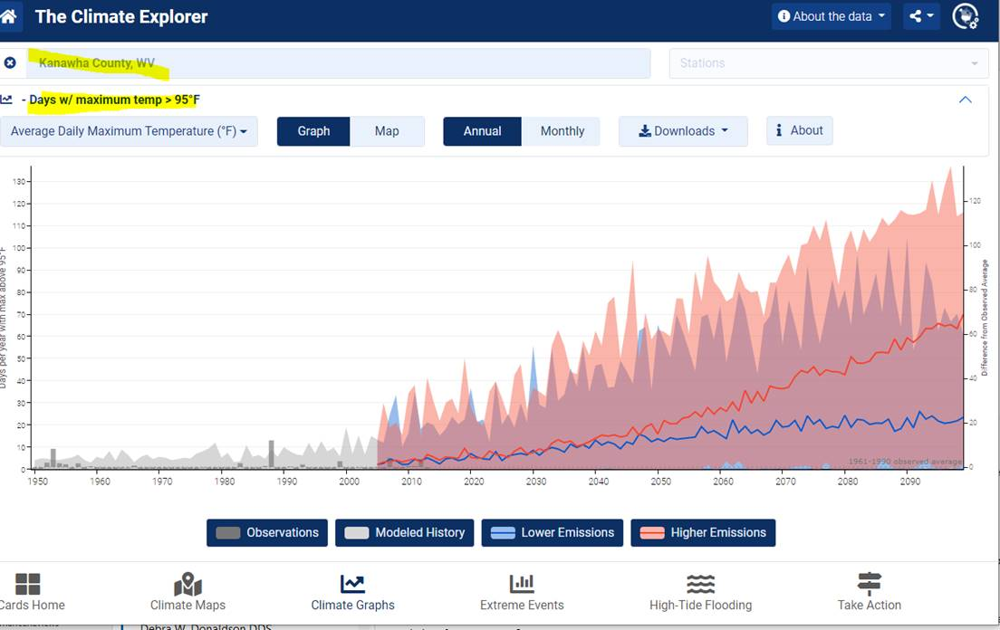 The Climate Explorer
About the data
Kanawha County, WV
Stations
- Days w/ maximum temp > 95°F
Average Daily Maximum Temperature (°F)
Graph
Map
Annual
Monthly
Downloads
About
Days per year with max above 95°F
130
120
110
100
90
80
70
60
50
40
30
20
10
0
120
100
80
60
40
20
0
Difference from Observed Average
1961-1990 observed average
1950 1960 1970 1980 1990 2000 2010 2020 2030 2040 2050 2060 2070 2080 2090
Observations
Modeled History
Lower Emissions
Higher Emissions
Cards Home
Climate Maps
Climate Graphs
Extreme Events
High-Tide Flooding
Take Action
Debra W. Donaldson DDS